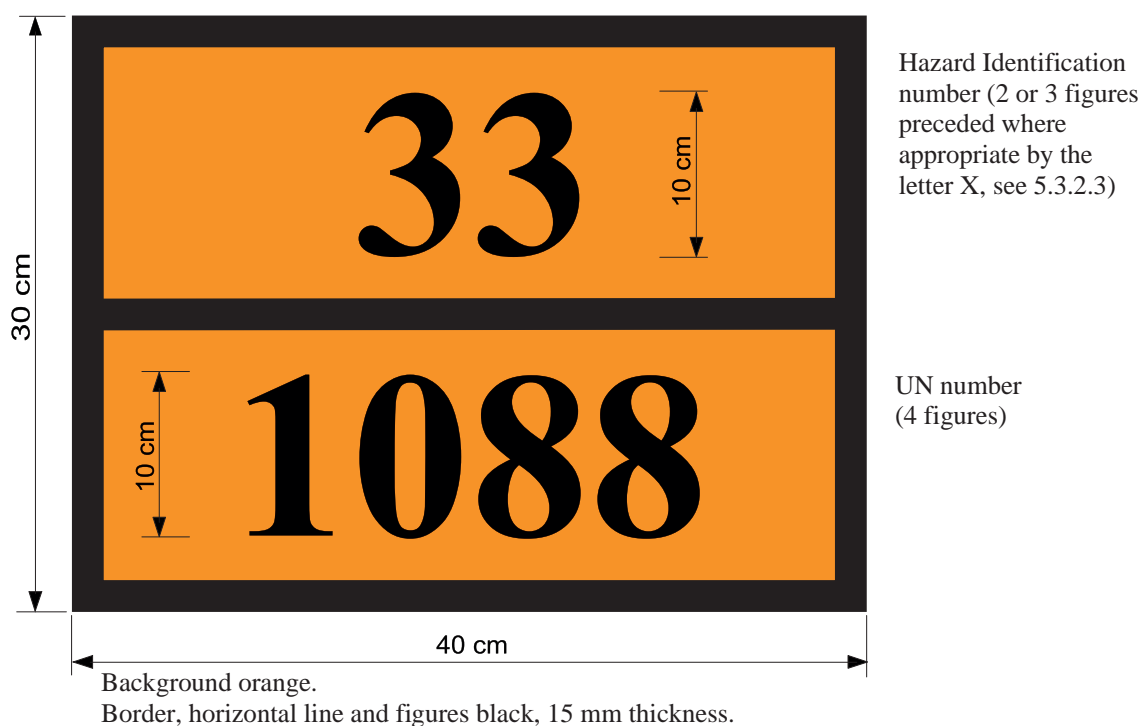 33
10 cm
Hazard Identification
number (2 or 3 figures
preceded where
appropriate by the
letter X, see 5.3.2.3)
30 cm
1088
10 cm
UN number
(4 figures)
40 cm
Background orange.
Border, horizontal line and figures black, 15 mm thickness.